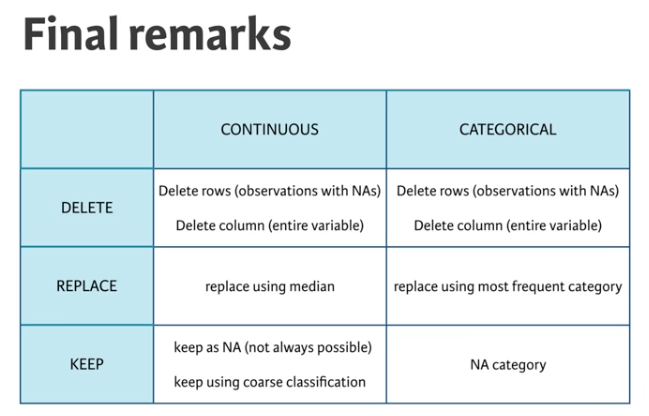 Final remarks
CONTINUOUS
CATEGORICAL
DELETE
Delete rows (observations with NAs)
Delete column (entire variable)
Delete rows (observations with NAs)
Delete column (entire variable)
REPLACE
replace using median
replace using most frequent category
KEEP
keep as NA (not always possible)
keep using coarse classification
NA category